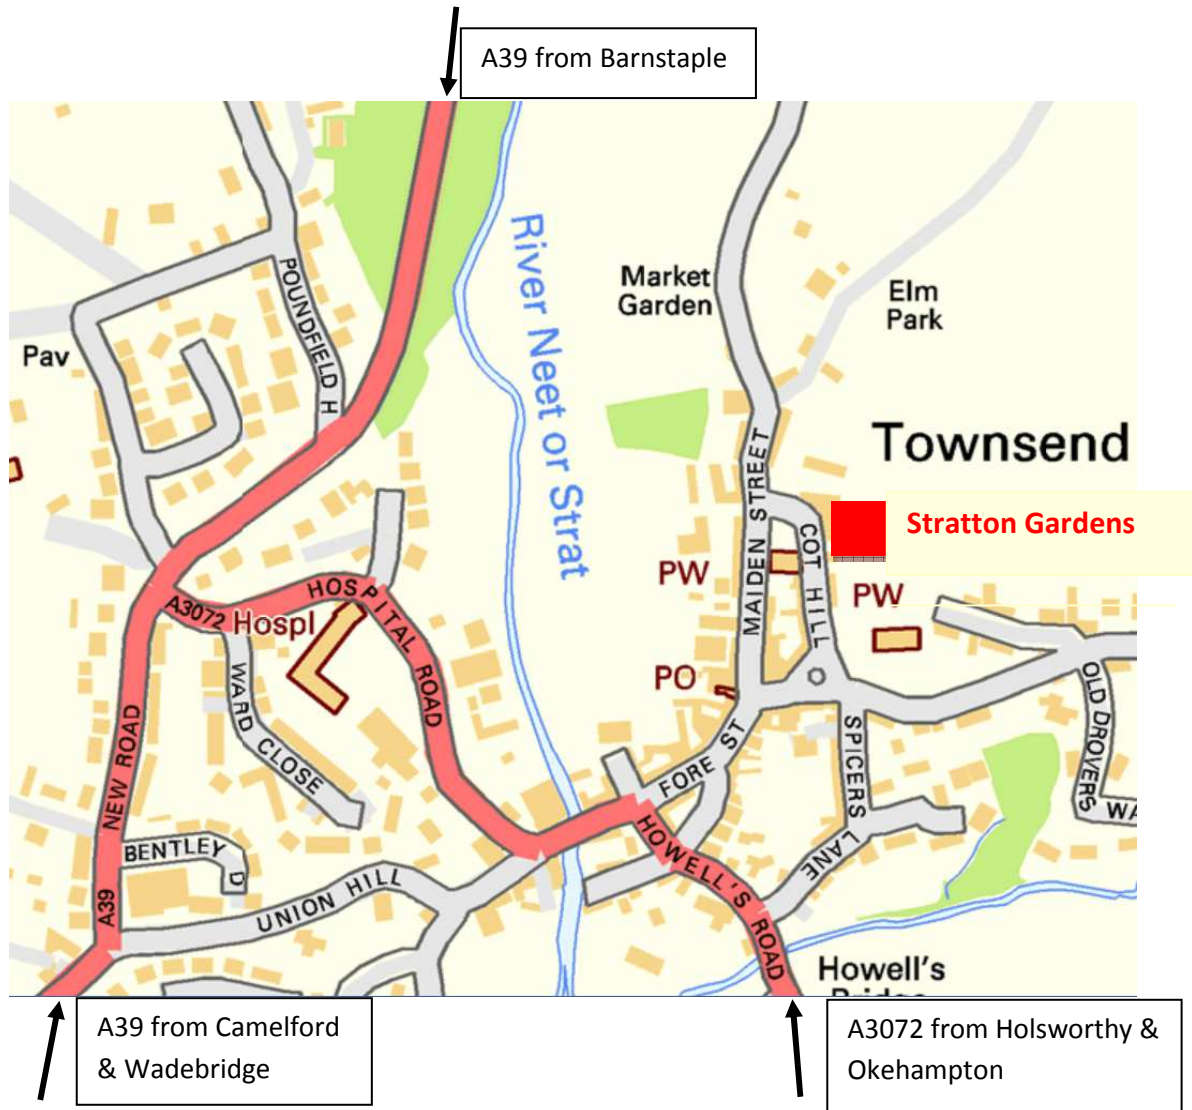 A39 from Barnstaple
River Neet or Strat
Market
Garden
Elm
Park
POUNDFIELD H
Pav
Townsend
MAIDEN STREET
Stratton Gardens
COT HILL
PW
PW
HOSPITAL ROAD
A3072
Hospl
PO
WARD CLOSE
NEW ROAD
OLD DROVERS
WA
SPICERS
LANE
FORE ST
HOWELL'S ROAD
BENTLEY
D
UNION HILL
A39
Howell's
Bridge
A39 from Camelford
& Wadebridge
A3072 from Holsworthy &
Okehampton